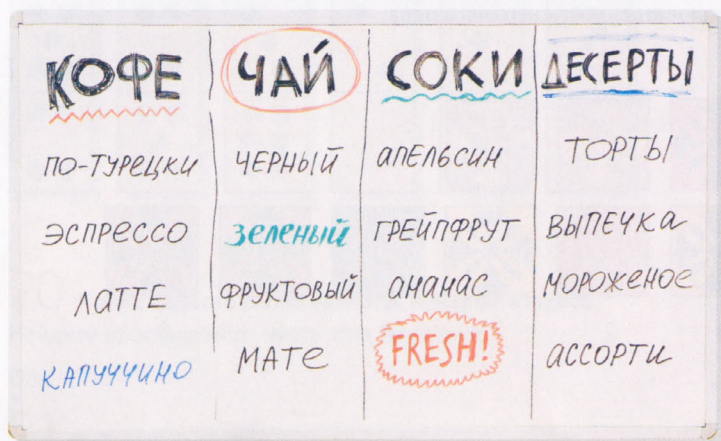 КОФЕ
ПО-ТУРЕЦКИ
ЭСПРЕССО
ЛАТТЕ
КАПУЧЧИНО
ЧАЙ
ЧЕРНЫЙ
ЗЕЛЕНЫЙ
ФРУКТОВЫЙ
МАТЕ
СОКИ
АПЕЛЬСИН
ГРЕЙПФРУТ
АНАНАС
FRESH!
ДЕСЕРТЫ
ТОРТЫ
ВЫПЕЧКА
МОРОЖЕНОЕ
АССОРТИ